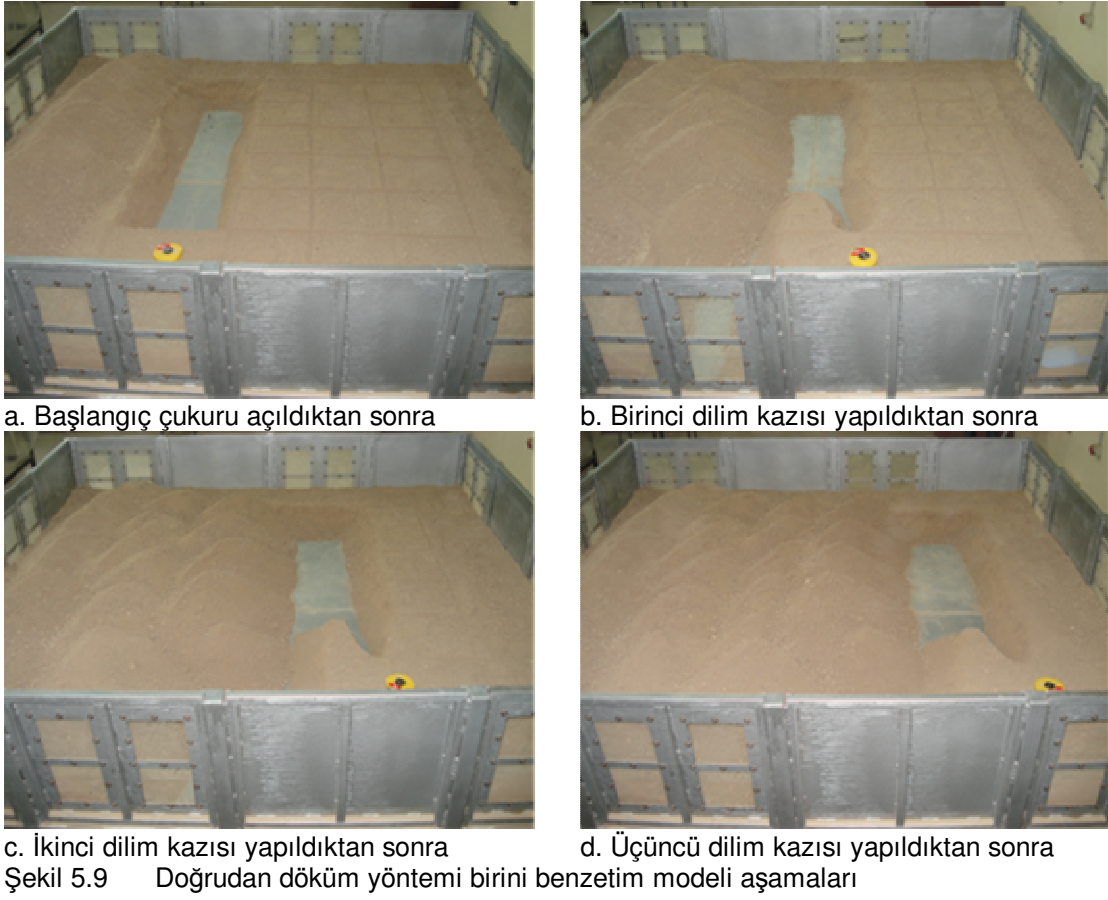 a. Başlangıç çukuru açıldıktan sonra
b. Birinci dilim kazısı yapıldıktan sonra
c. İkinci dilim kazısı yapıldıktan sonra
d. Üçüncü dilim kazısı yapıldıktan sonra
Şekil 5.9 Doğrudan döküm yöntemi birini benzetim modeli aşamaları